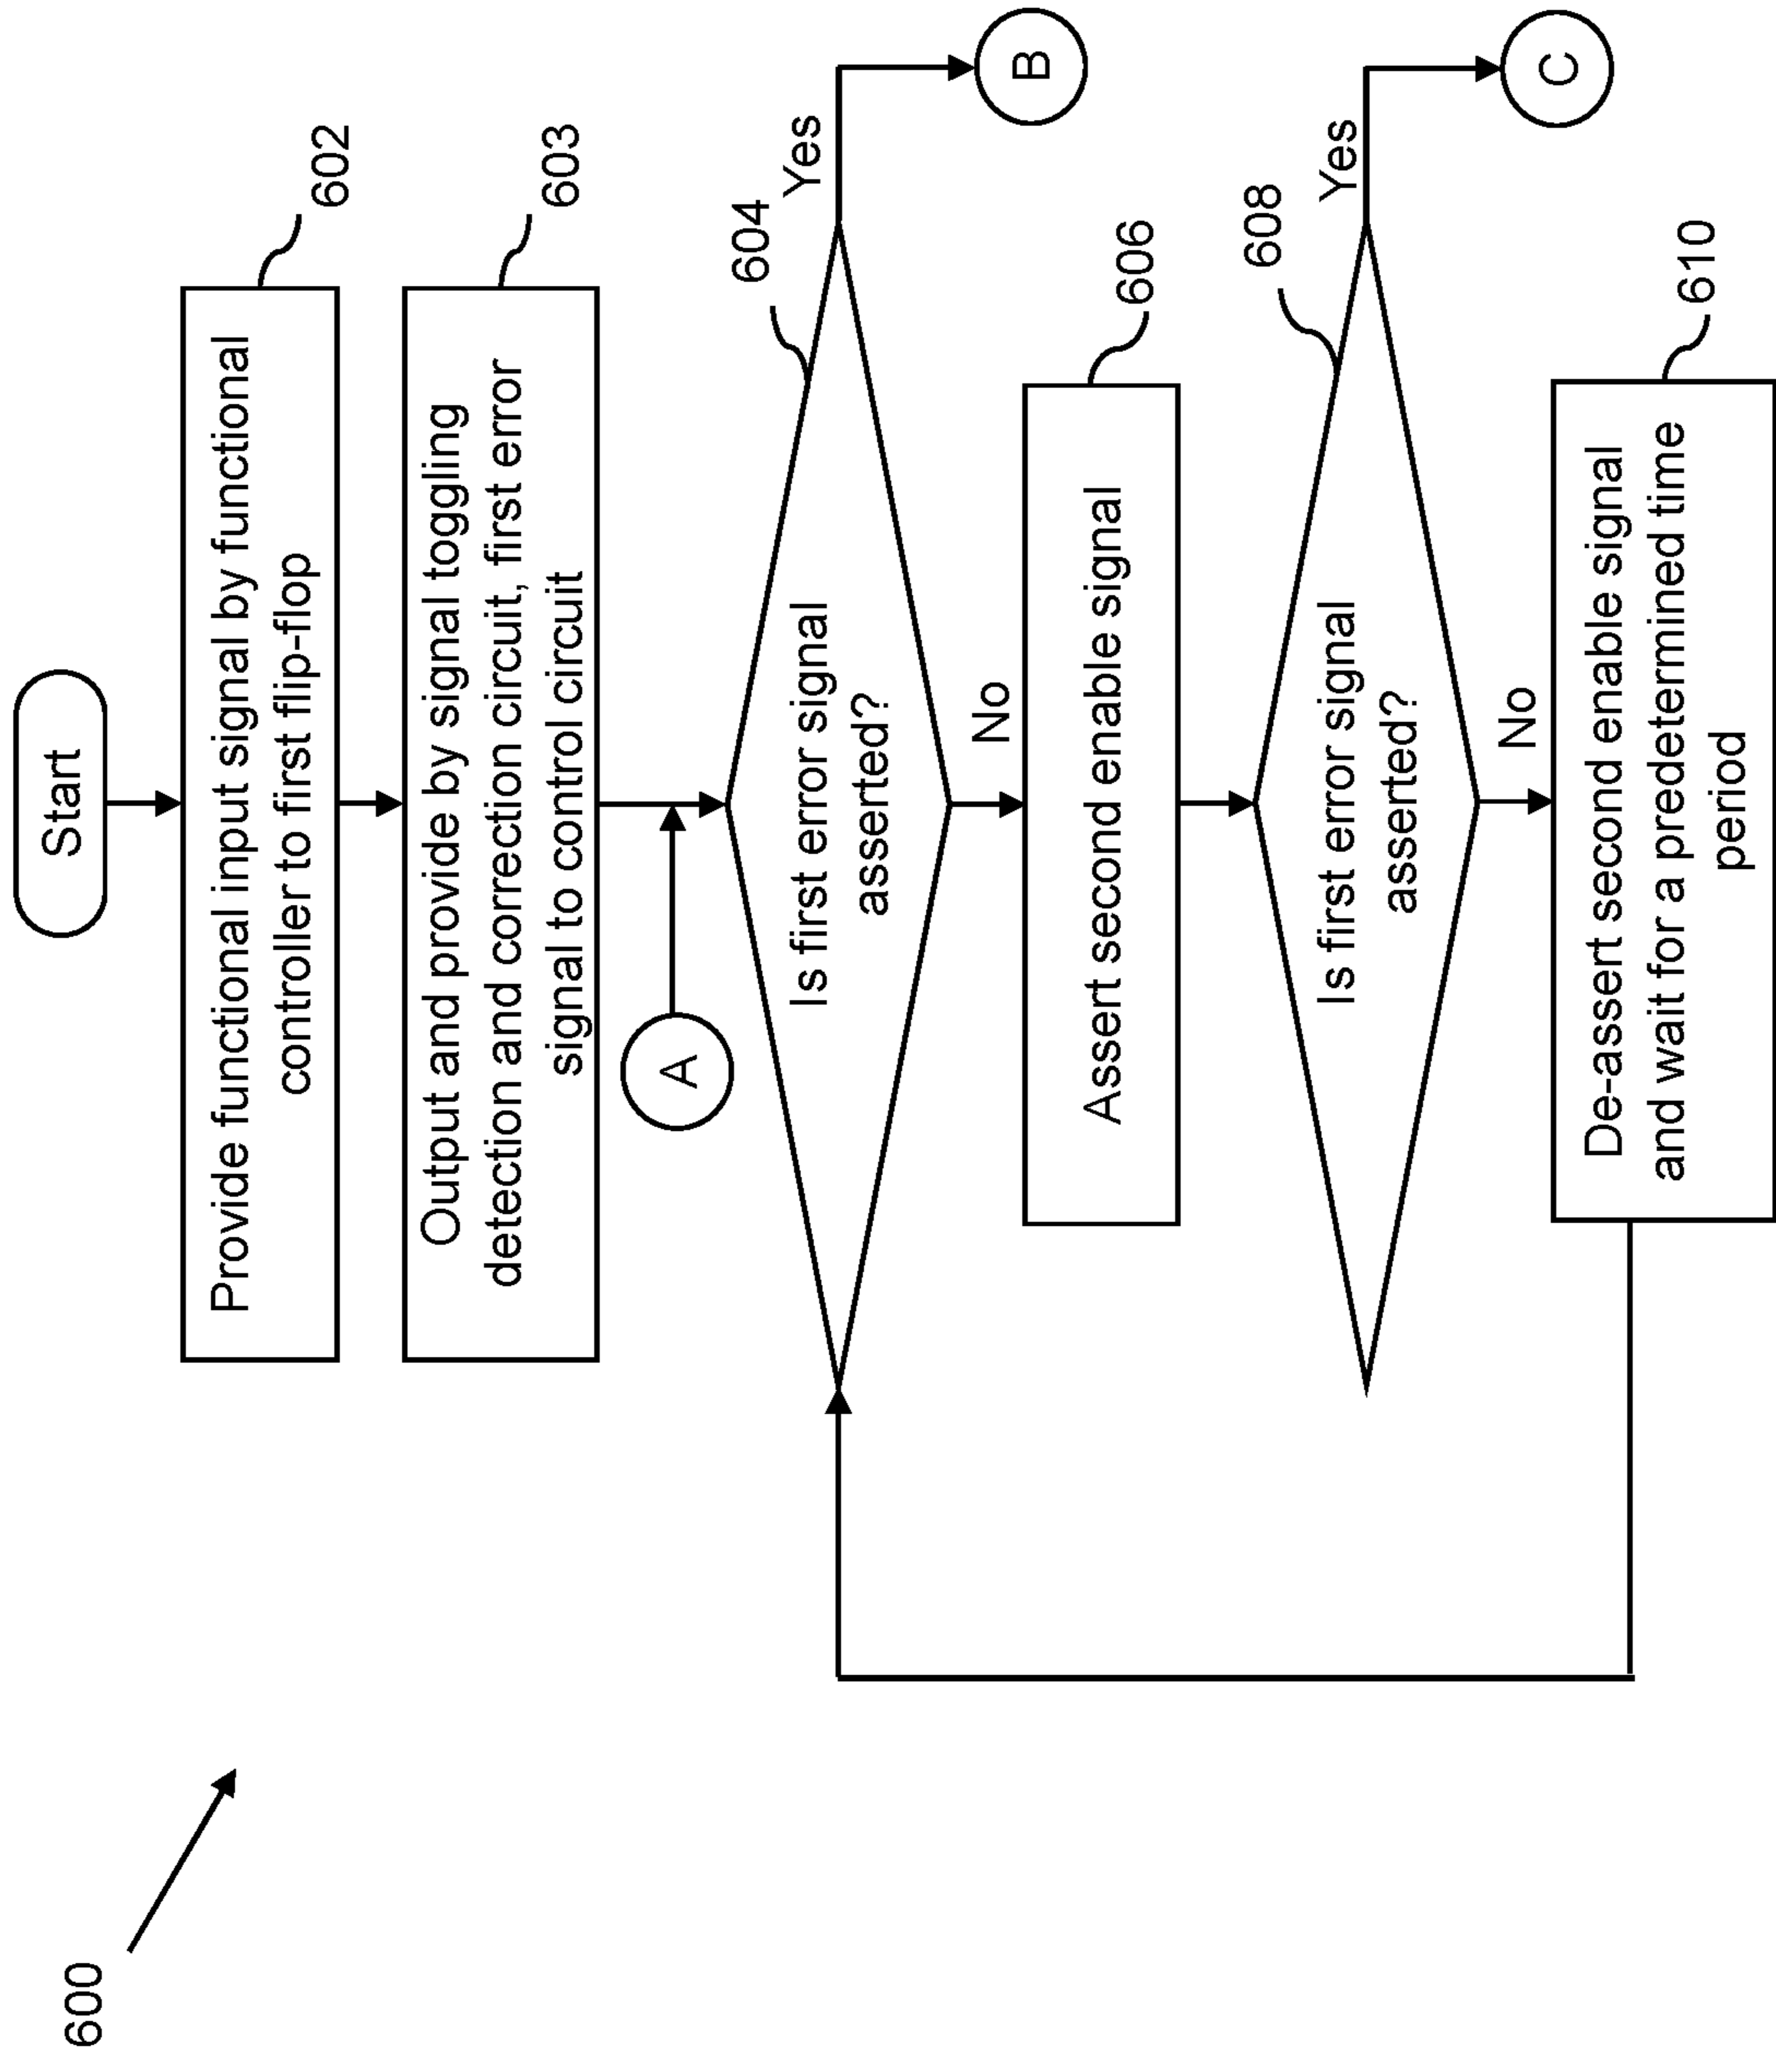 600
Start
Provide functional input signal by functional
controller to first flip-flop
602
Output and provide by signal toggling
detection and correction circuit, first error
signal to control circuit
603
A
Is first error signal
asserted?
604
Yes
B
No
Assert second enable signal
606
Is first error signal
asserted?
608
Yes
C
No
De-assert second enable signal
and wait for a predetermined time
period
610